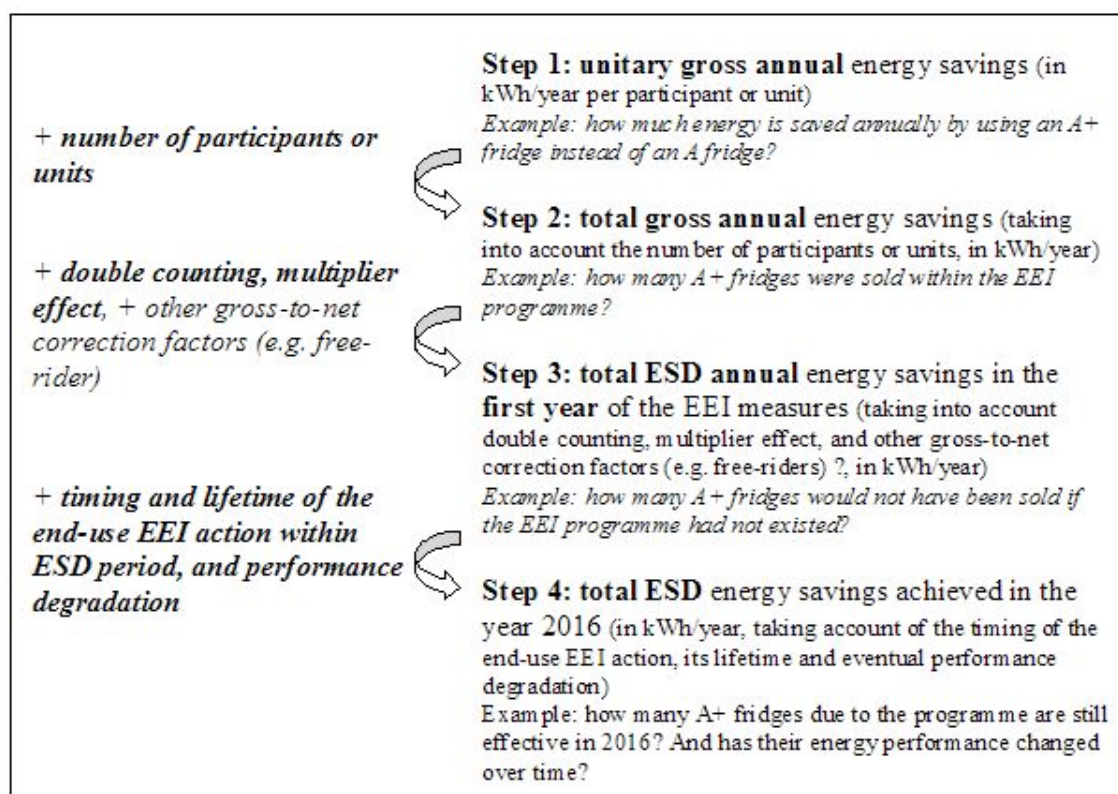 Step 1: unitary gross annual energy savings (in
kWh/year per participant or unit)
Example: how much energy is saved annually by using an A+
fridge instead of an A fridge?
+ number of participants or
units
Step 2: total gross annual energy savings (taking
into account the number of participants or units, in kWh/year)
Example: how many A+ fridges were sold within the EEI
programme?
+ double counting, multiplier
effect, + other gross-to-net
correction factors (e.g. free-
rider)
Step 3: total ESD annual energy savings in the
first year of the EEI measures (taking into account
double counting, multiplier effect, and other gross-to-net
correction factors (e.g. free-riders) ?, in kWh/year)
Example: how many A+ fridges would not have been sold if
the EEI programme had not existed?
+ timing and lifetime of the
end-use EEI action within
ESD period, and performance
degradation
Step 4: total ESD energy savings achieved in the
year 2016 (in kWh/year, taking account of the timing of the
end-use EEI action, its lifetime and eventual performance
degradation)
Example: how many A+ fridges due to the programme are still
effective in 2016? And has their energy performance changed
over time?